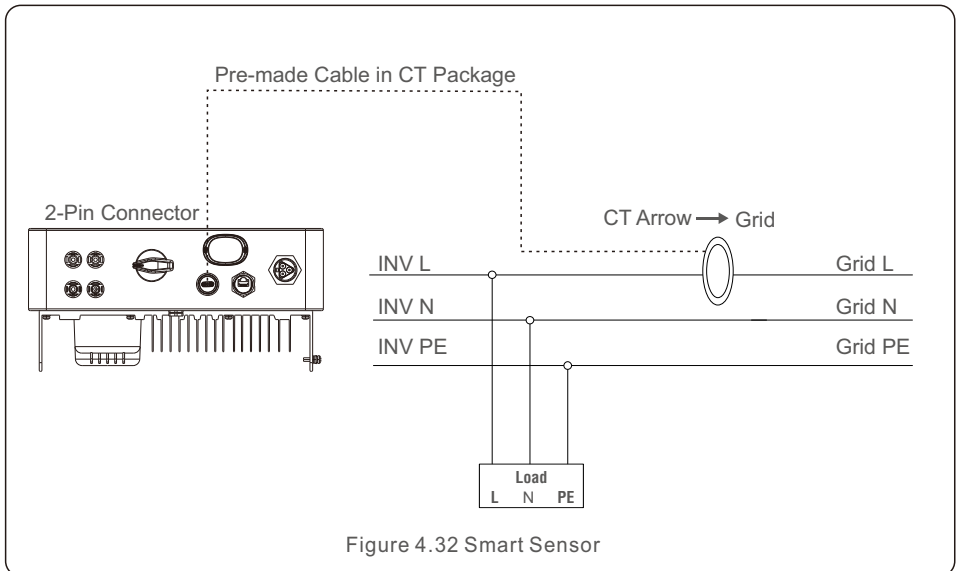 Pre-made Cable in CT Package
2-Pin Connector
CT Arrow → Grid
INV L
Grid L
INV N
Grid N
INV PE
Grid PE
Load
L N PE
Figure 4.32 Smart Sensor